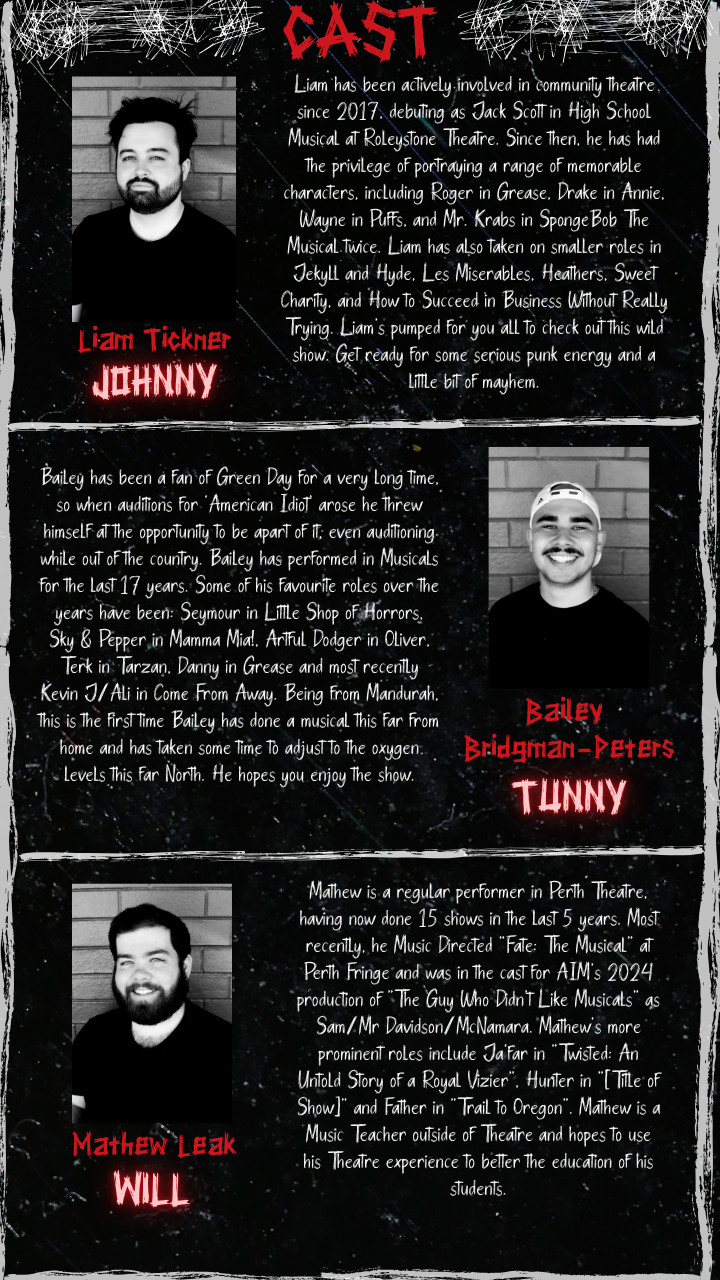 CAST
Liam has been actively involved in community theatre
since 2017, debuting as Jack Scott in High School
Musical at Roleystone Theatre. Since then, he has had
the privilege of portraying a range of memorable
characters, including Roger in Grease, Drake in Annie,
Wayne in Puffs, and Mr. Krabs in SpongeBob The
Musical twice. Liam has also taken on smaller roles in
Jekyll and Hyde, Les Miserables, Heathers, Sweet
Charity, and How to Succeed in Business Without Really
Trying. Liam's pumped for you all to check out this wild
show. Get ready for some serious punk energy and a
little bit of mayhem.
Liam Tickner
JOHNNY
Bailey has been a fan of Green Day for a very long time,
so when auditions for 'American Idiot' arose he threw
himself at the opportunity to be apart of it, even auditioning
while out of the country. Bailey has performed in Musicals
for the last 17 years. Some of his favourite roles over the
years have been: Seymour in Little Shop of Horrors,
Sky & Pepper in Mamma Mia!, Artful Dodger in Oliver,
Terk in Tarzan, Danny in Grease and most recently
Kevin J/Ali in Come From Away. Being from Mandurah,
this is the first time Bailey has done a musical this far from
home and has taken some time to adjust to the oxygen
levels this far North. He hopes you enjoy the show.
Bailey
Bridgman-Peters
TUNNY
Mathew is a regular performer in Perth Theatre,
having now done 15 shows in the last 5 years. Most
recently, he Music Directed "Fate: The Musical" at
Perth Fringe and was in the cast for AIM's 2024
production of "The Guy Who Didn't Like Musicals" as
Sam/Mr Davidson/McNamara. Mathew's more
prominent roles include Ja'far in "Twisted: An
Untold Story of a Royal Vizier", Hunter in "[Title of
Show]" and Father in "Trail to Oregon". Mathew is a
Music Teacher outside of Theatre and hopes to use
his Theatre experience to better the education of his
students.
Mathew Leak
WILL